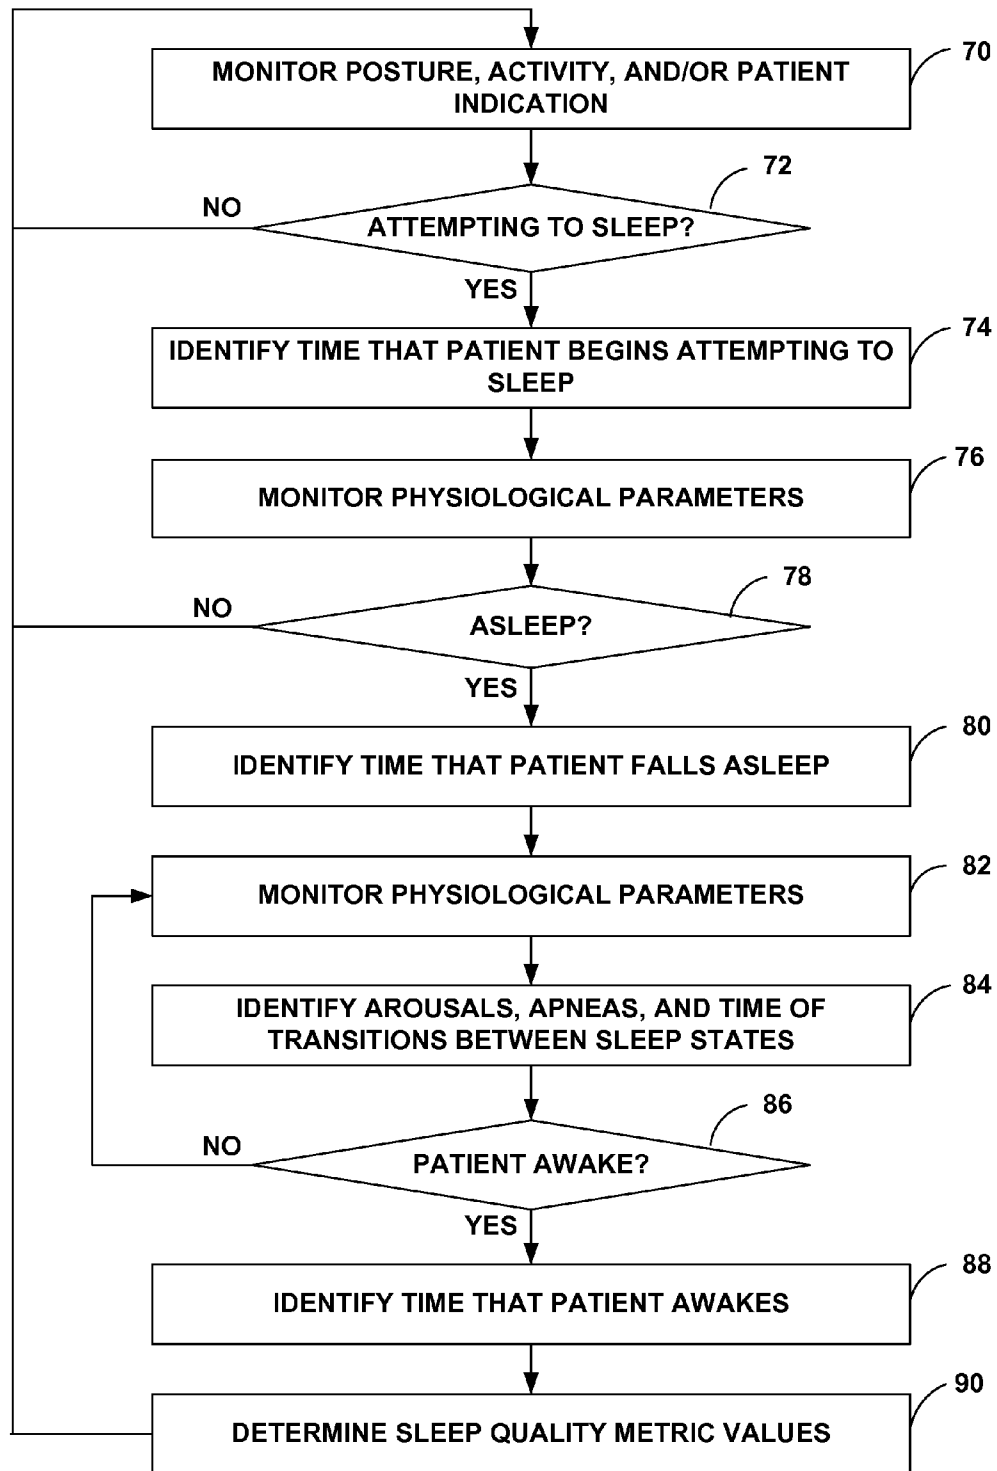 70
MONITOR POSTURE, ACTIVITY, AND/OR PATIENT
INDICATION
72
NO
ATTEMPTING TO SLEEP?
YES
74
IDENTIFY TIME THAT PATIENT BEGINS ATTEMPTING TO
SLEEP
76
MONITOR PHYSIOLOGICAL PARAMETERS
78
NO
ASLEEP?
YES
80
IDENTIFY TIME THAT PATIENT FALLS ASLEEP
82
MONITOR PHYSIOLOGICAL PARAMETERS
84
IDENTIFY AROUSALS, APNEAS, AND TIME OF
TRANSITIONS BETWEEN SLEEP STATES
86
NO
PATIENT AWAKE?
YES
88
IDENTIFY TIME THAT PATIENT AWAKES
90
DETERMINE SLEEP QUALITY METRIC VALUES